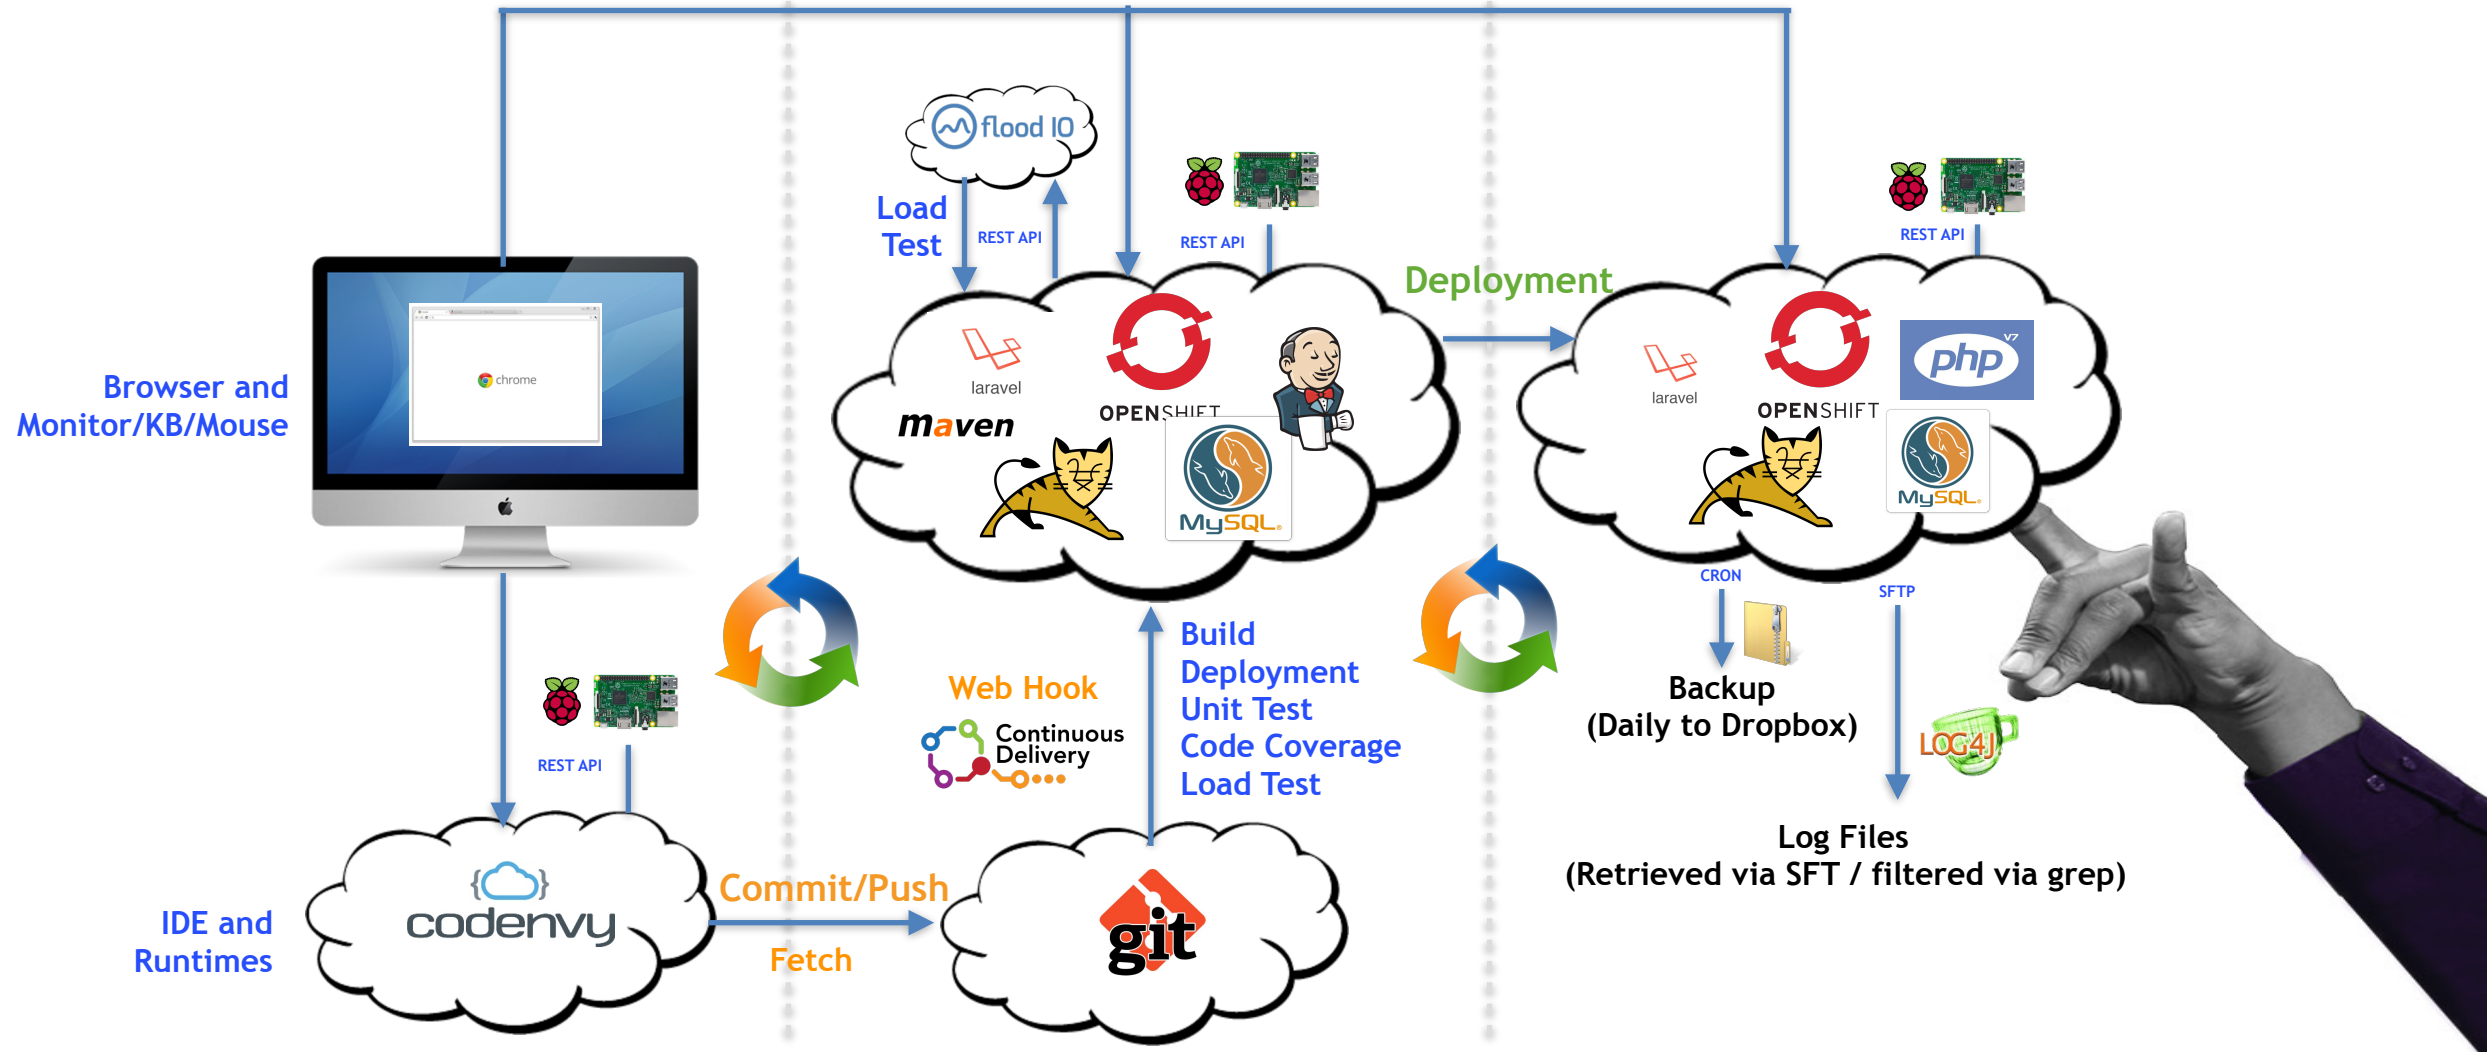 flood IO
Load
Test
REST API
REST API
REST API
Deployment
chrome
Browser and
Monitor/KB/Mouse
laravel
maven
OPENSHIFT
MySQL®
laravel
OPENSHIFT
php
V7
MySQL®
CRON
SFTP
Build
Deployment
Unit Test
Code Coverage
Load Test
Web Hook
Continuous
Delivery
Backup
(Daily to Dropbox)
LOG4J
REST API
Log Files
(Retrieved via SFT / filtered via grep)
{ }
codenvy
IDE and
Runtimes
Commit/Push
Fetch
git